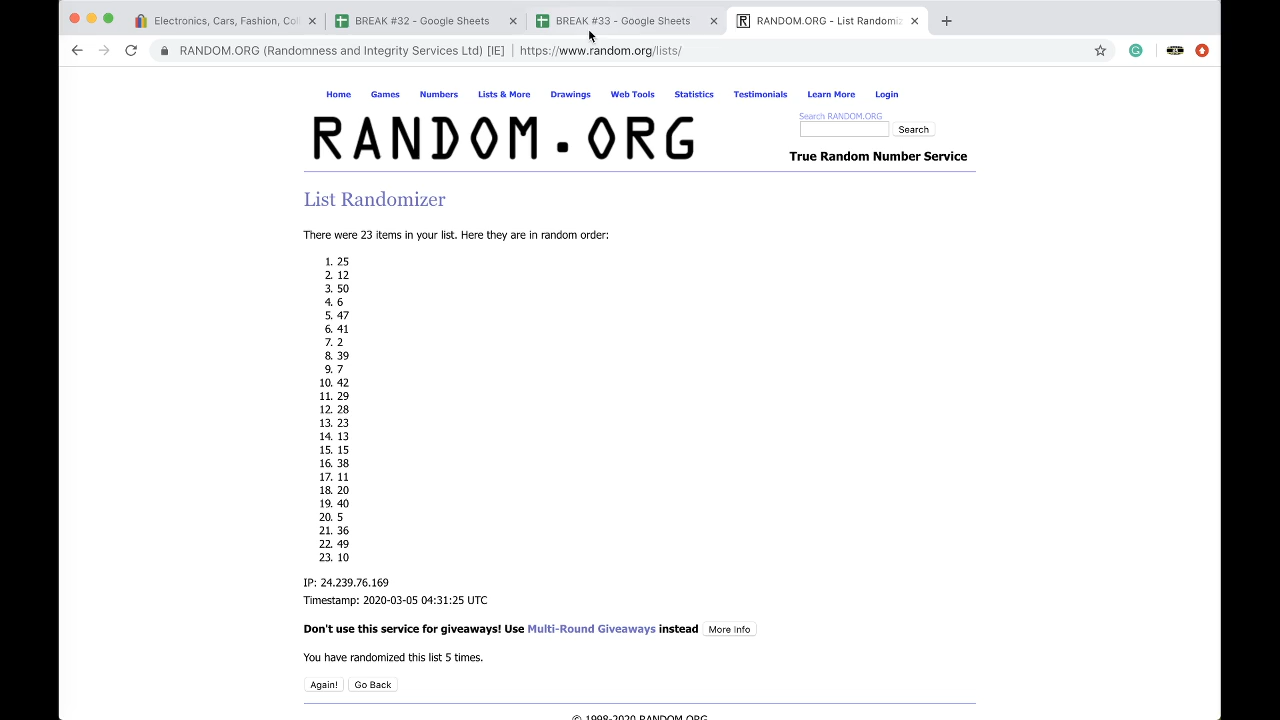 Electronics, Cars, Fashion, Col
BREAK #32 - Google Sheets
BREAK #33 - Google Sheets
RANDOM.ORG - List Randomiz
RANDOM.ORG (Randomness and Integrity Services Ltd) [IE] | https://www.random.org/lists/
Home Games Numbers Lists & More Drawings Web Tools Statistics Testimonials Learn More Login
RANDOM.ORG
Search RANDOM.ORG
Search
True Random Number Service
List Randomizer
There were 23 items in your list. Here they are in random order:
1. 25
2. 12
3. 50
4. 6
5. 47
6. 41
7. 2
8. 39
9. 7
10. 42
11. 29
12. 28
13. 23
14. 13
15. 15
16. 38
17. 11
18. 20
19. 40
20. 5
21. 36
22. 49
23. 10
IP: 24.239.76.169
Timestamp: 2020-03-05 04:31:25 UTC
Don't use this service for giveaways! Use Multi-Round Giveaways instead More Info
You have randomized this list 5 times.
Again! Go Back
© 1998-2020 RANDOM.ORG